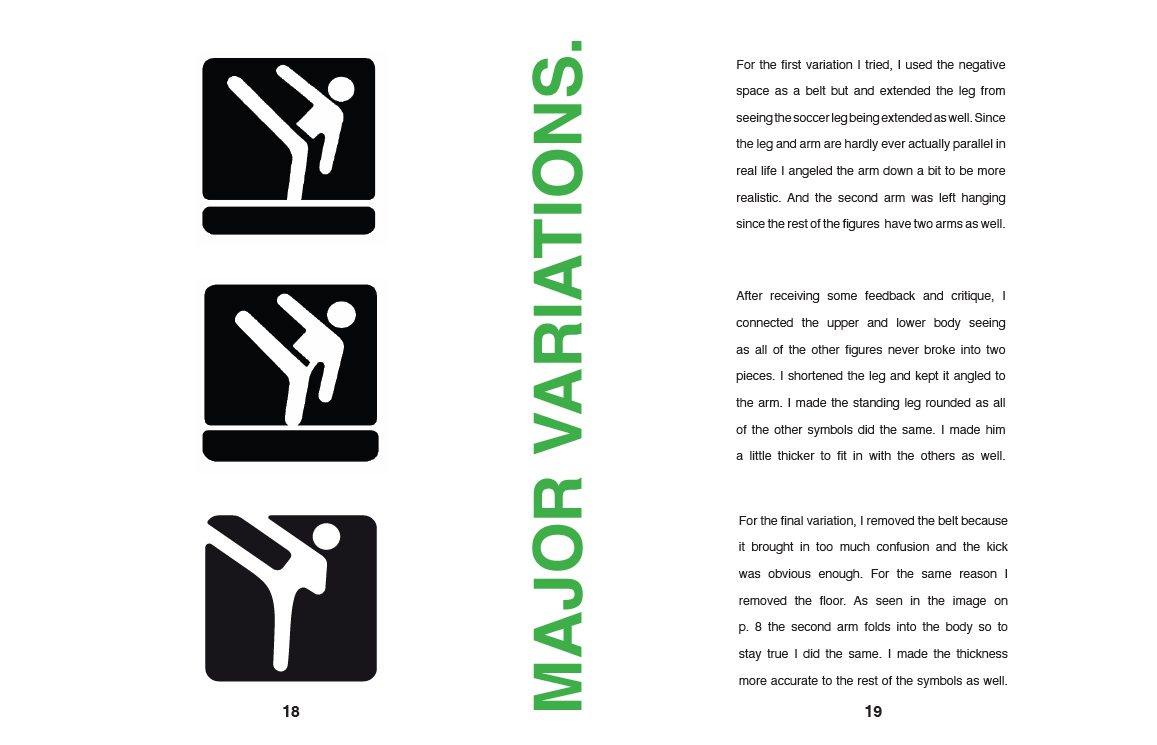 MAJOR VARIATIONS.
For the first variation I tried, I used the negative
space as a belt but and extended the leg from
seeing the soccer leg being extended as well. Since
the leg and arm are hardly ever actually parallel in
real life I angeled the arm down a bit to be more
realistic. And the second arm was left hanging
since the rest of the figures have two arms as well.
After receiving some feedback and critique, I
connected the upper and lower body seeing
as all of the other figures never broke into two
pieces. I shortened the leg and kept it angled to
the arm. I made the standing leg rounded as all
of the other symbols did the same. I made him
a little thicker to fit in with the others as well.
For the final variation, I removed the belt because
it brought in too much confusion and the kick
was obvious enough. For the same reason I
removed the floor. As seen in the image on
p. 8 the second arm folds into the body so to
stay true I did the same. I made the thickness
more accurate to the rest of the symbols as well.
18
19